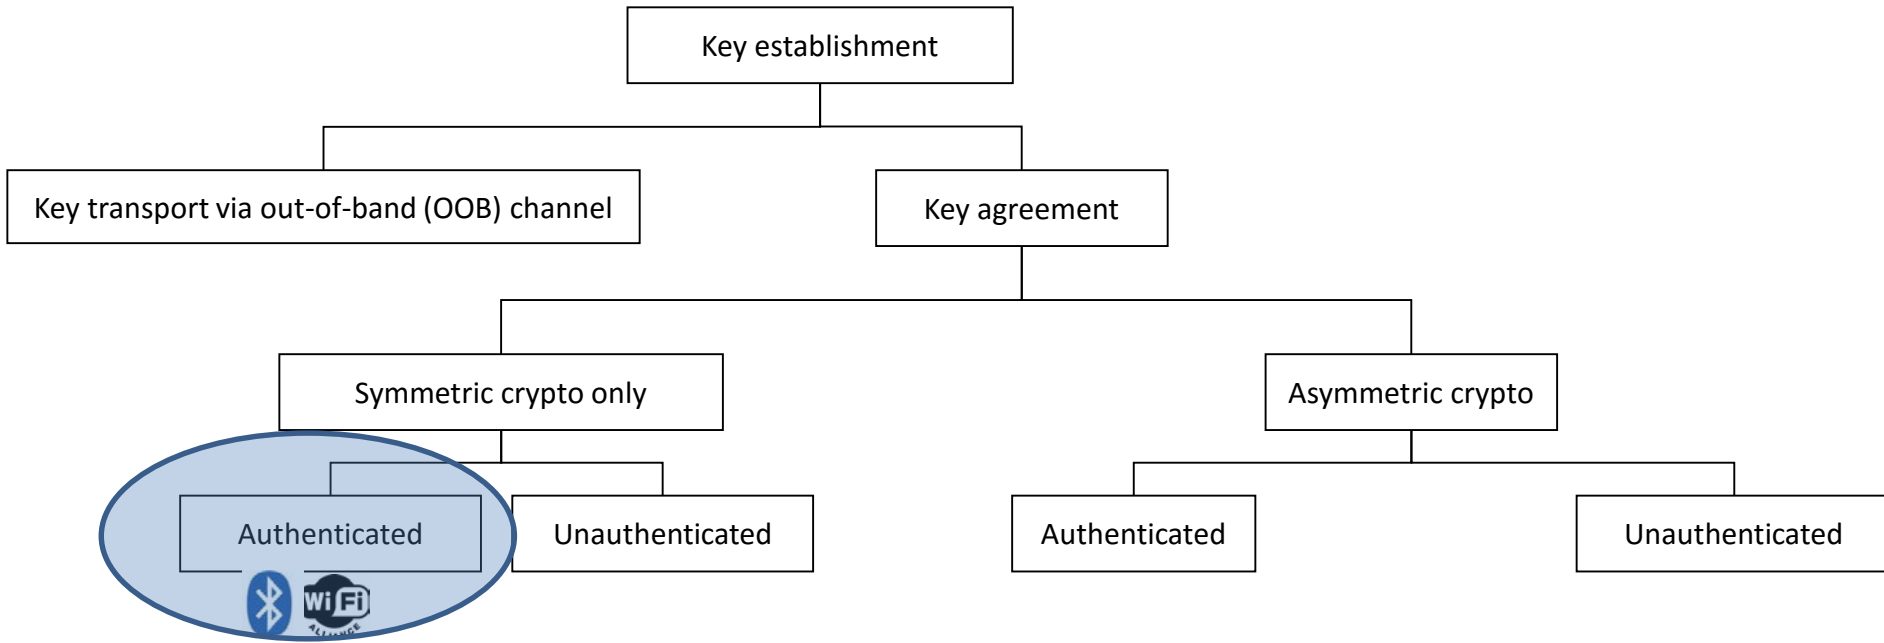 Key establishment
Key transport via out-of-band (OOB) channel
Key agreement
Symmetric crypto only
Asymmetric crypto
Authenticated
Unauthenticated
Authenticated
Unauthenticated
Wi Fi
ALLIANCE